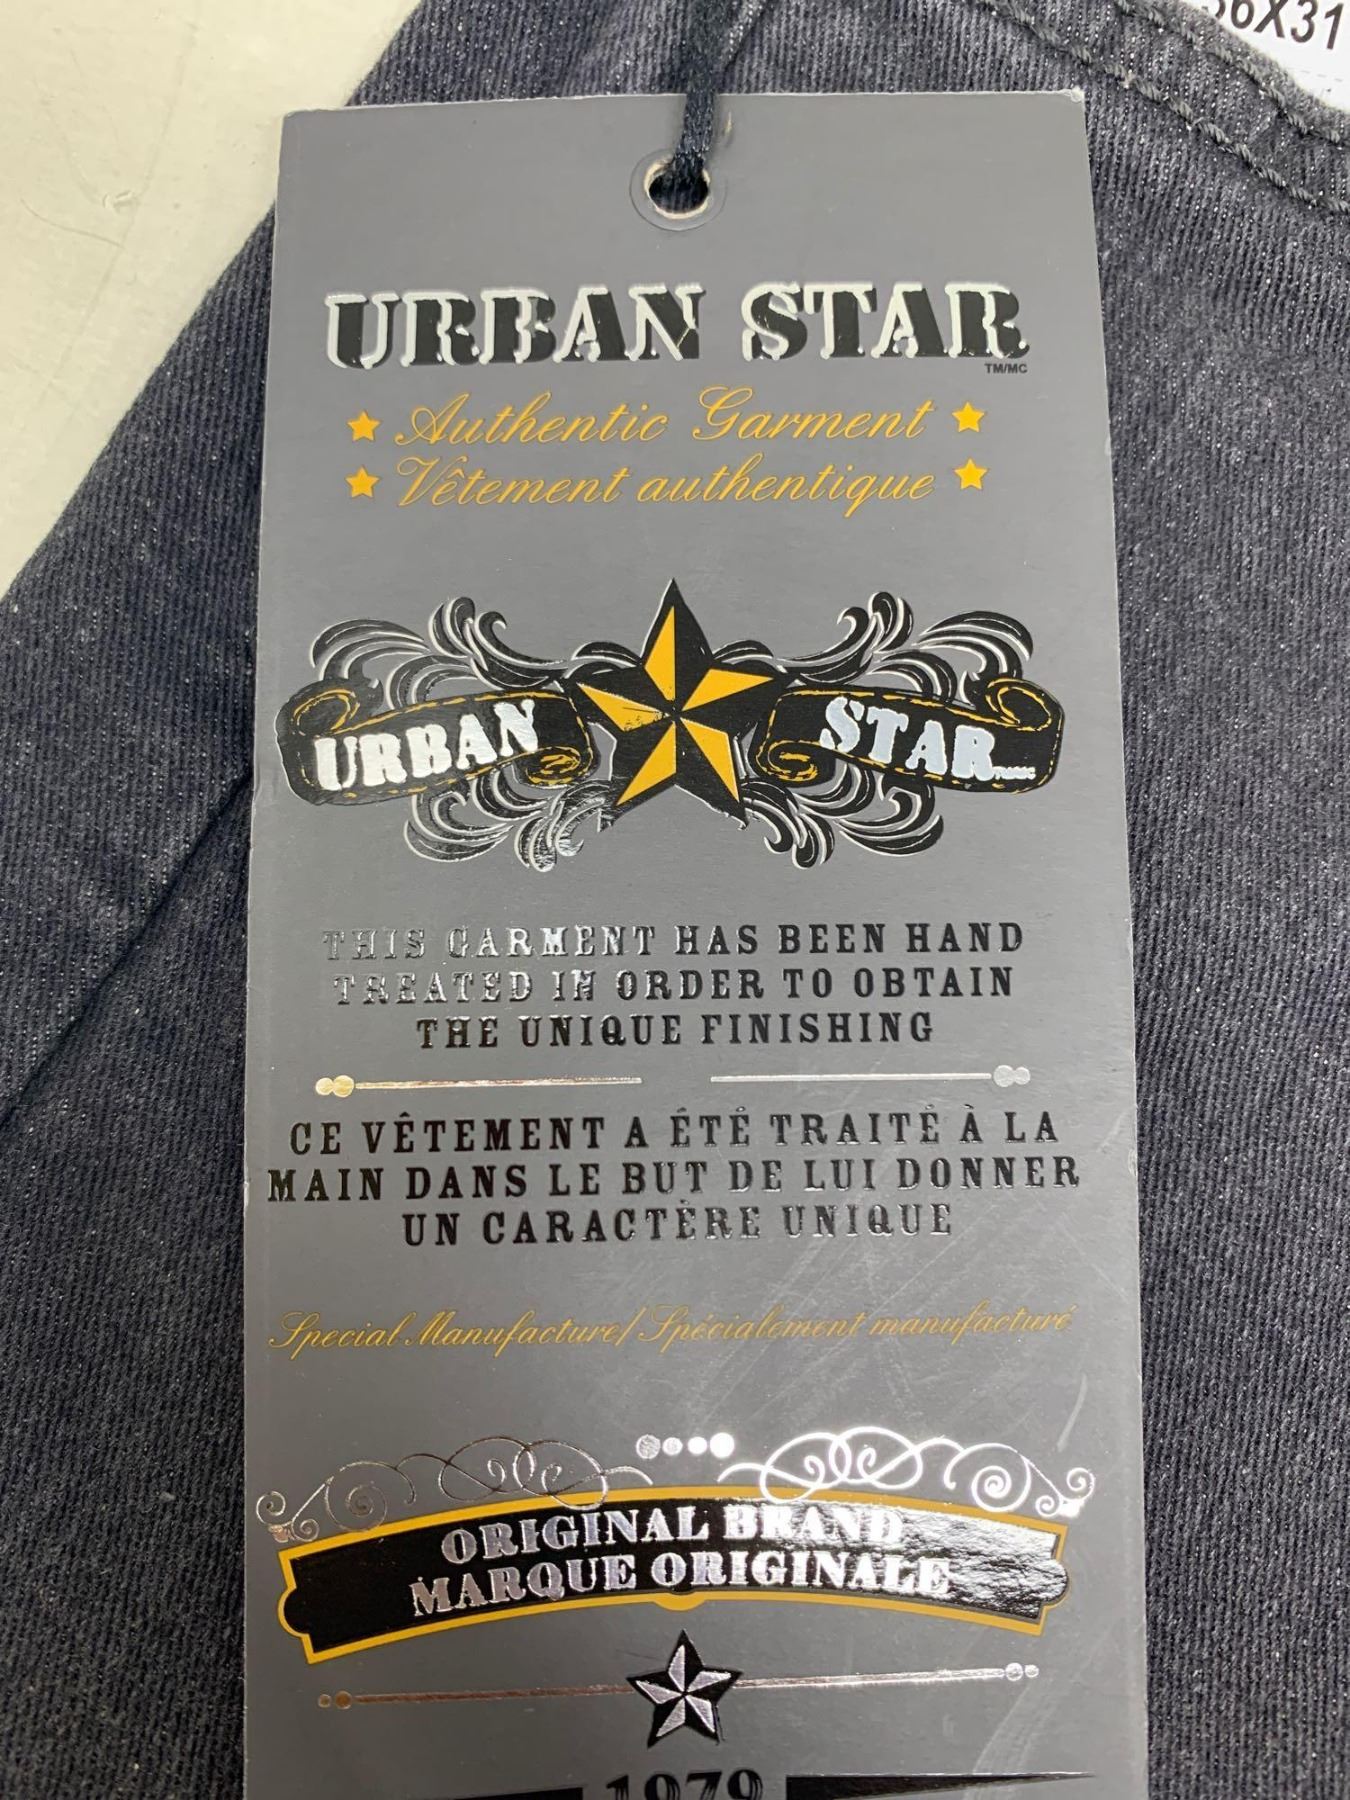 36X31
URBAN STAR
TM/MC
Authentic Garment
Vêtement authentique
URBAN STAR
THIS GARMENT HAS BEEN HAND
TREATED IN ORDER TO OBTAIN
THE UNIQUE FINISHING
CE VÊTEMENT A ÉTÉ TRAITÉ À LA
MAIN DANS LE BUT DE LUI DONNER
UN CARACTÈRE UNIQUE
Special Manufacture/Spécialement manufacturé
ORIGINAL BRAND
MARQUE ORIGINALE
1979